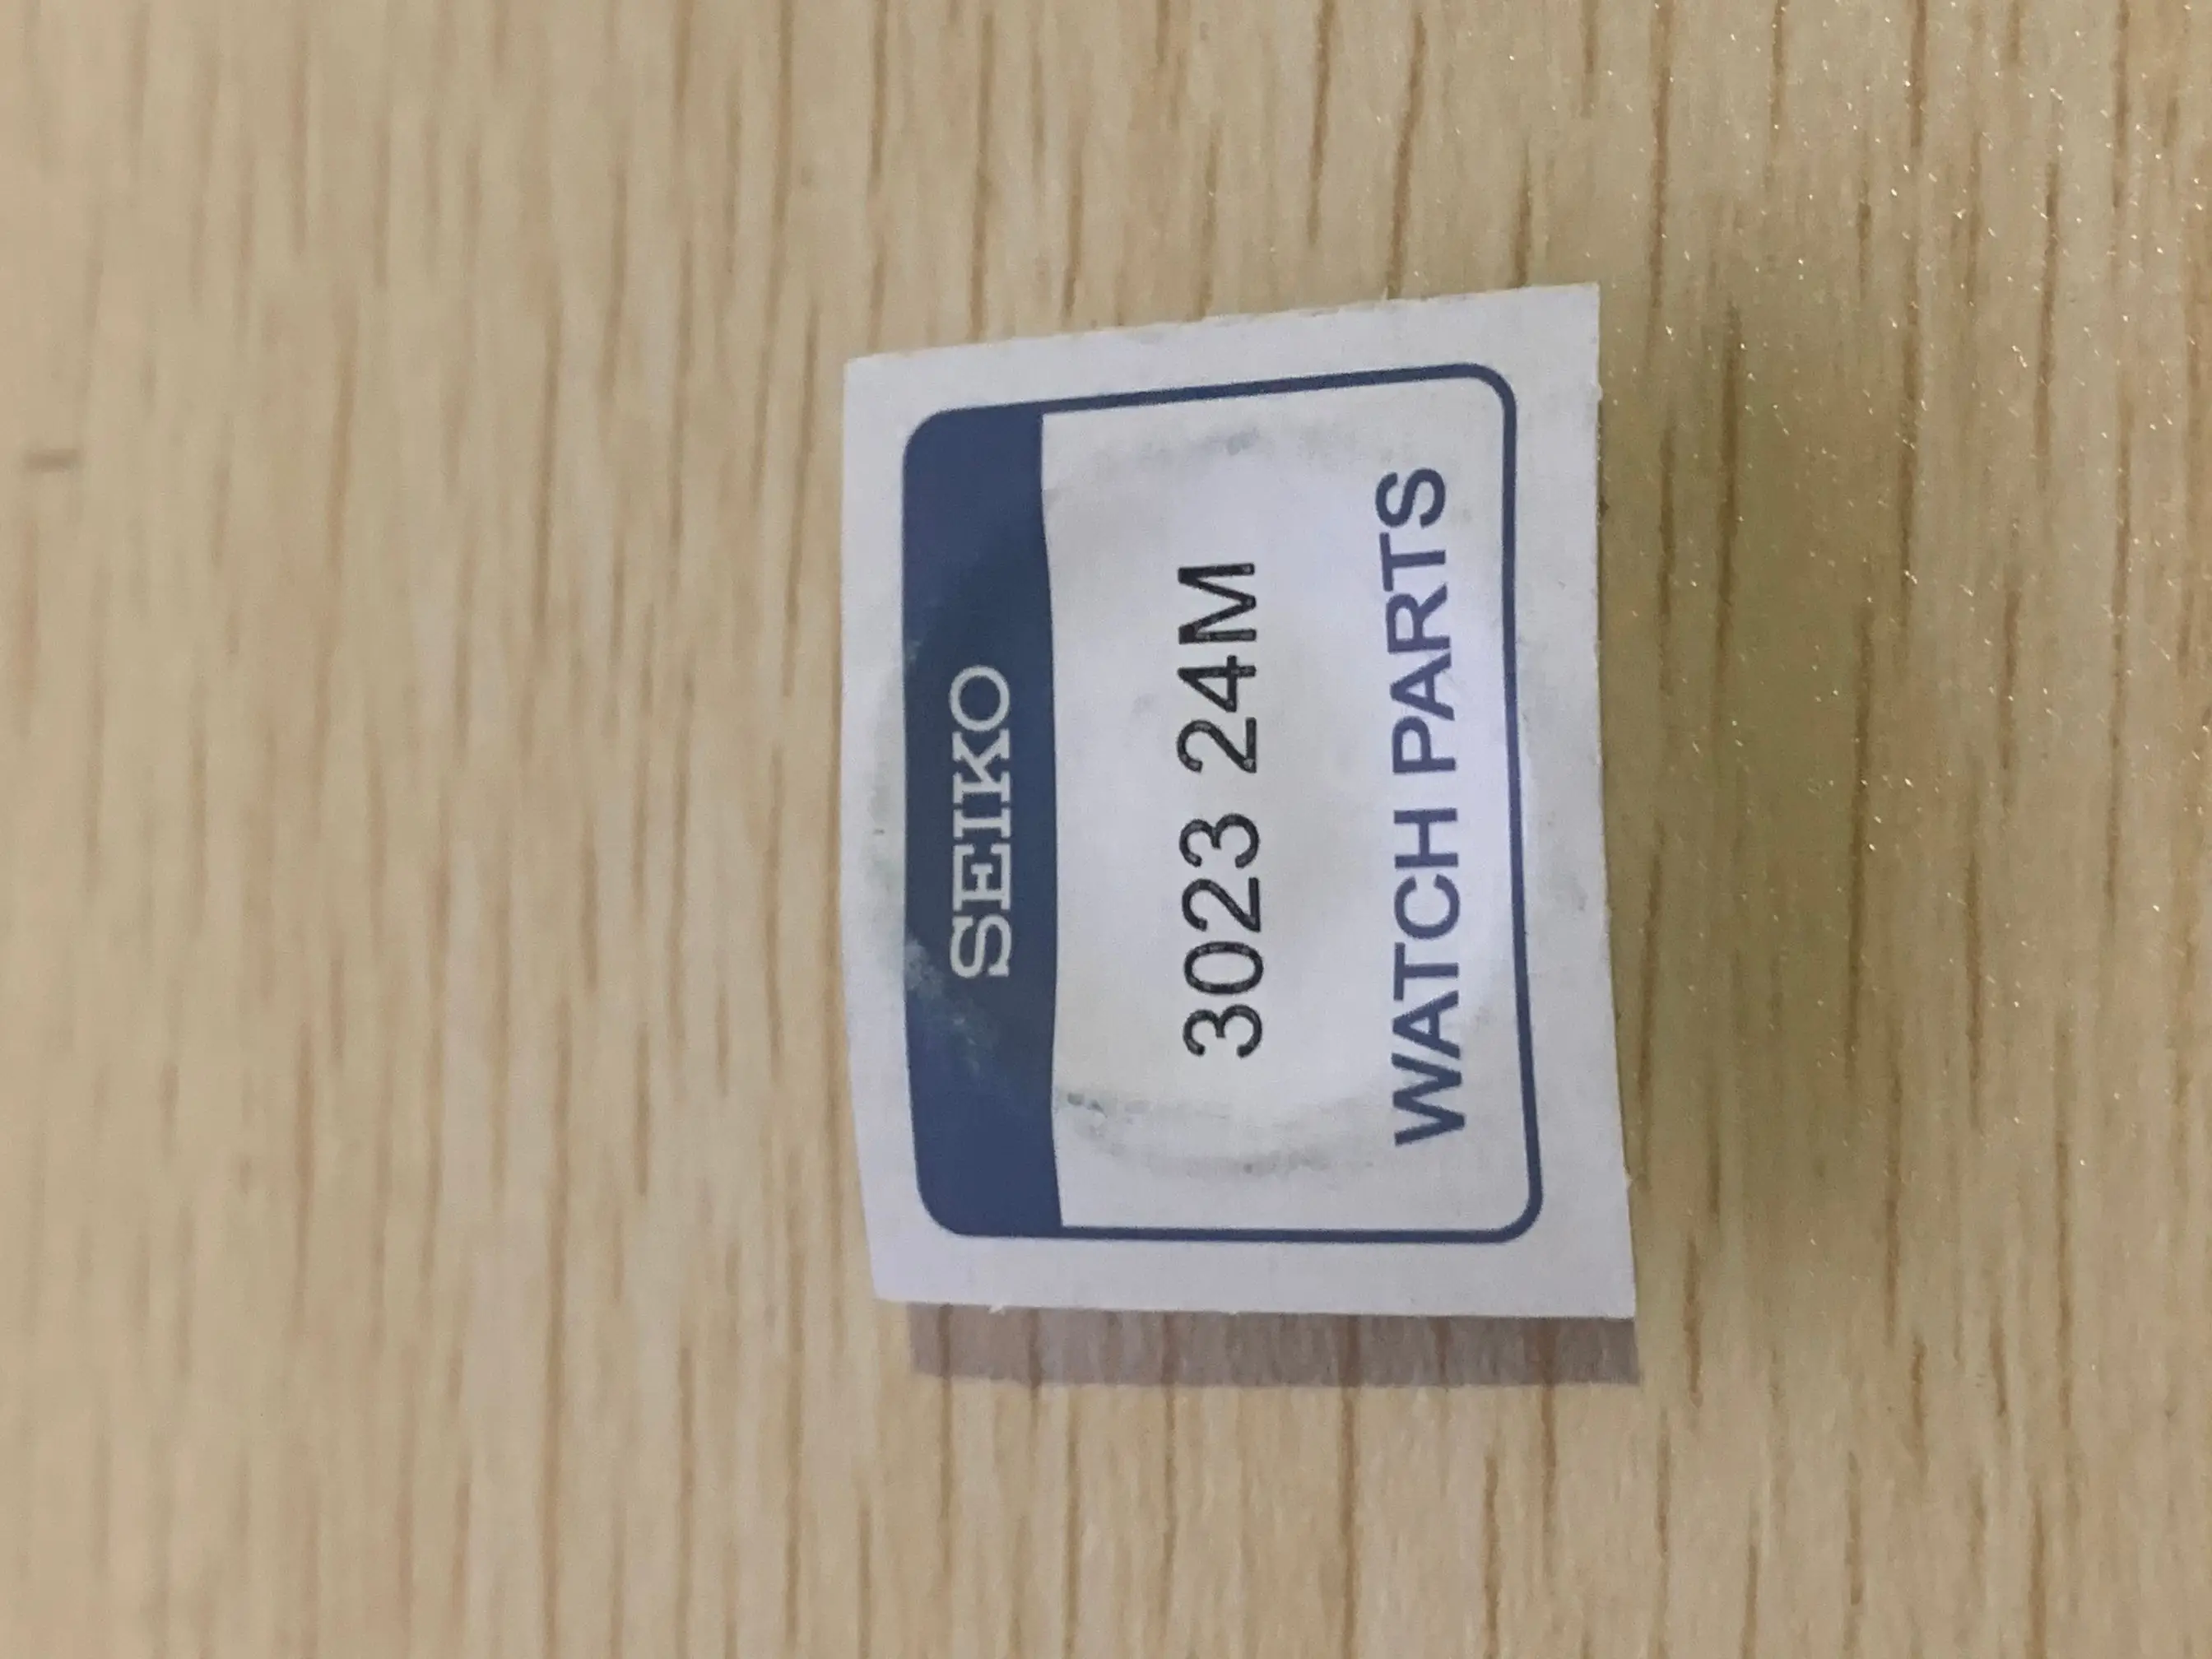 SEIKO
3023 24M
WATCH PARTS